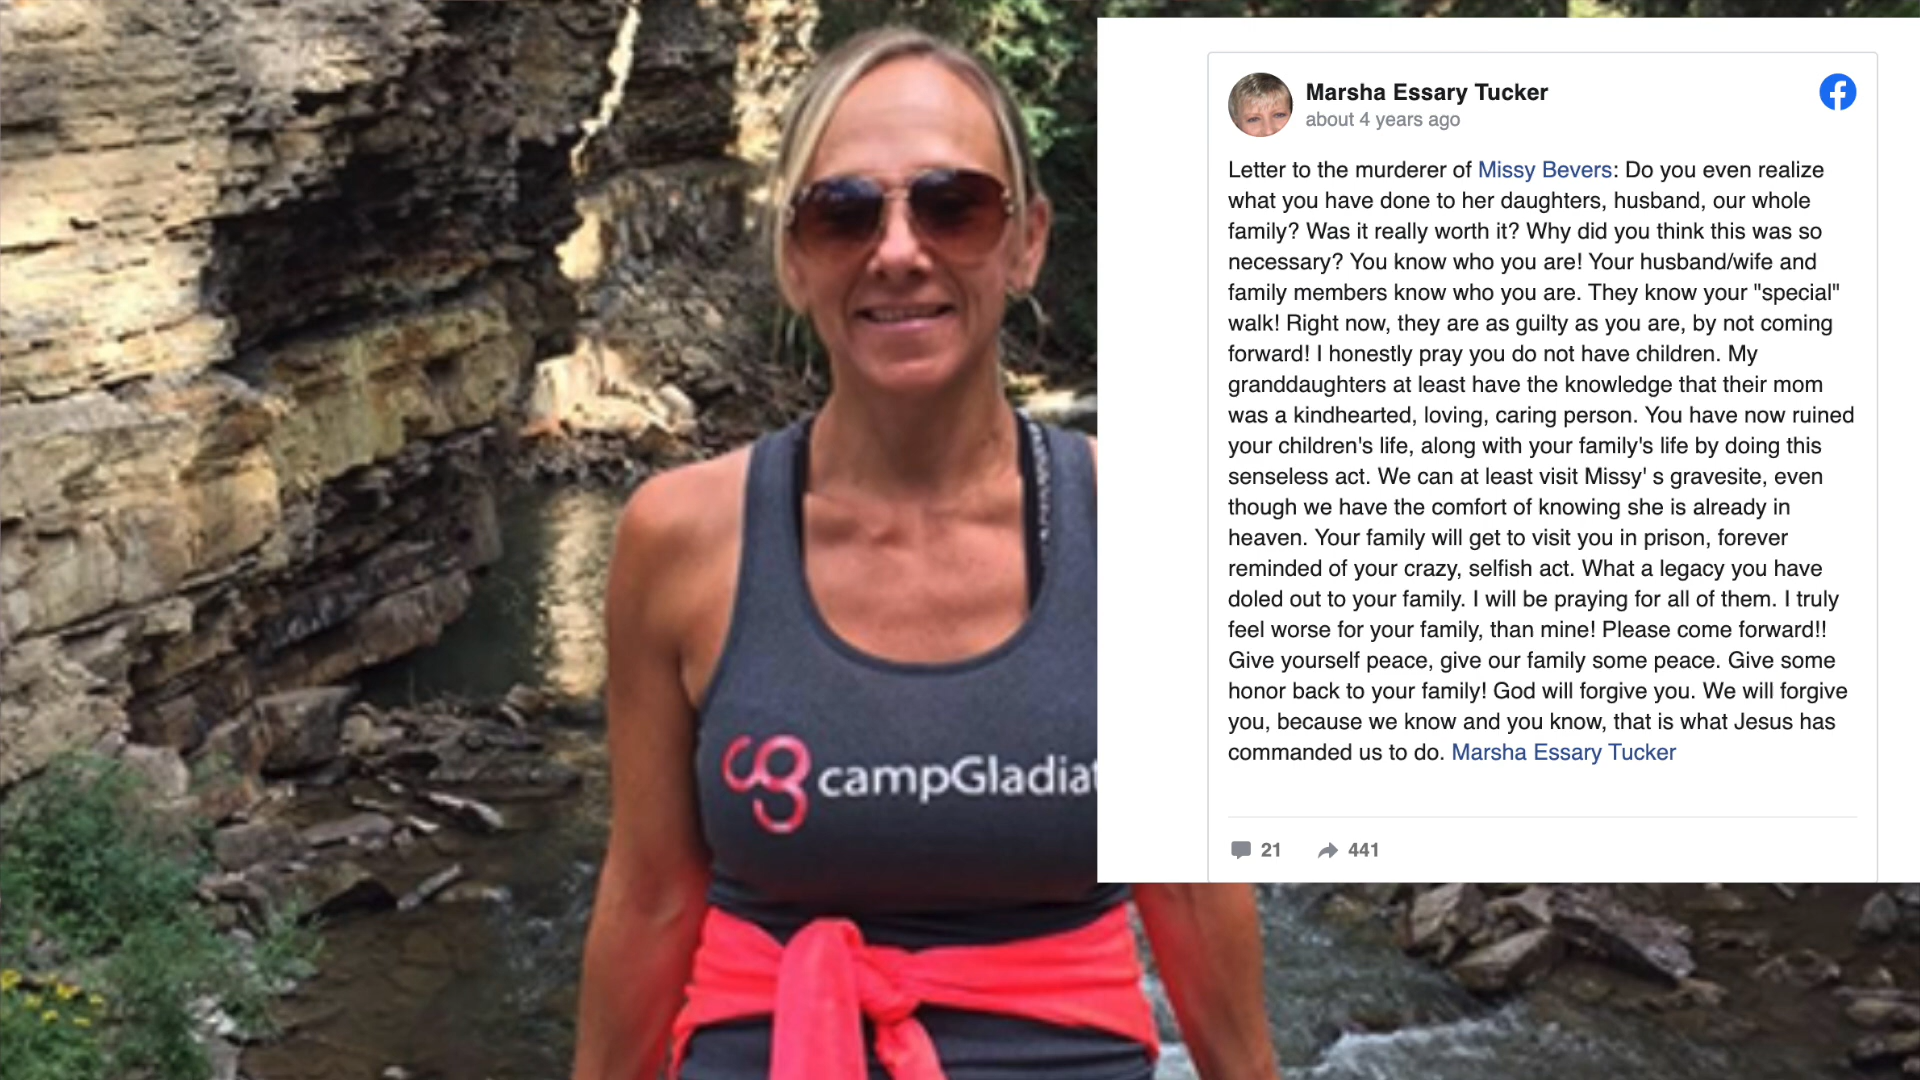 Marsha Essary Tucker
about 4 years ago
Letter to the murderer of Missy Bevers: Do you even realize
what you have done to her daughters, husband, our whole
family? Was it really worth it? Why did you think this was so
necessary? You know who you are! Your husband/wife and
family members know who you are. They know your "special"
walk! Right now, they are as guilty as you are, by not coming
forward! I honestly pray you do not have children. My
granddaughters at least have the knowledge that their mom
was a kindhearted, loving, caring person. You have now ruined
your children's life, along with your family's life by doing this
senseless act. We can at least visit Missy' s gravesite, even
though we have the comfort of knowing she is already in
heaven. Your family will get to visit you in prison, forever
reminded of your crazy, selfish act. What a legacy you have
doled out to your family. I will be praying for all of them. I truly
feel worse for your family, than mine! Please come forward!!
Give yourself peace, give our family some peace. Give some
honor back to your family! God will forgive you. We will forgive
you, because we know and you know, that is what Jesus has
commanded us to do. Marsha Essary Tucker
21 441
cg campGladiat